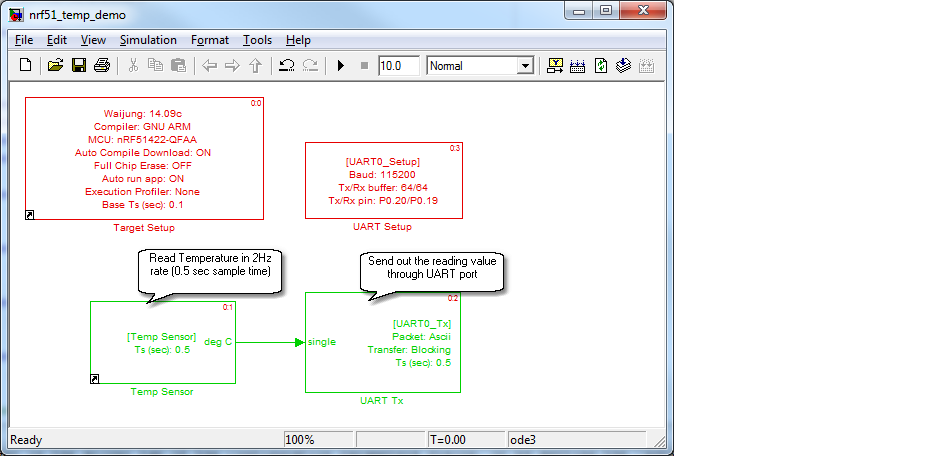 nrf51_temp_demo
File Edit View Simulation Format Tools Help
10.0 Normal
0:0
Waijung: 14.09c
Compiler: GNU ARM
MCU: nRF51422-QFAA
Auto Compile Download: ON
Full Chip Erase: OFF
Auto run app: ON
Execution Profiler: None
Base Ts (sec): 0.1
Target Setup
0:3
[UART0_Setup]
Baud: 115200
Tx/Rx buffer: 64/64
Tx/Rx pin: P0.20/P0.19
UART Setup
Read Temperature in 2Hz
rate (0.5 sec sample time)
Send out the reading value
through UART port
0:1
[Temp Sensor]
Ts (sec): 0.5
deg C
Temp Sensor
0:2
single
[UART0_Tx]
Packet: Ascii
Transfer: Blocking
Ts (sec): 0.5
UART Tx
Ready 100% T=0.00 ode3